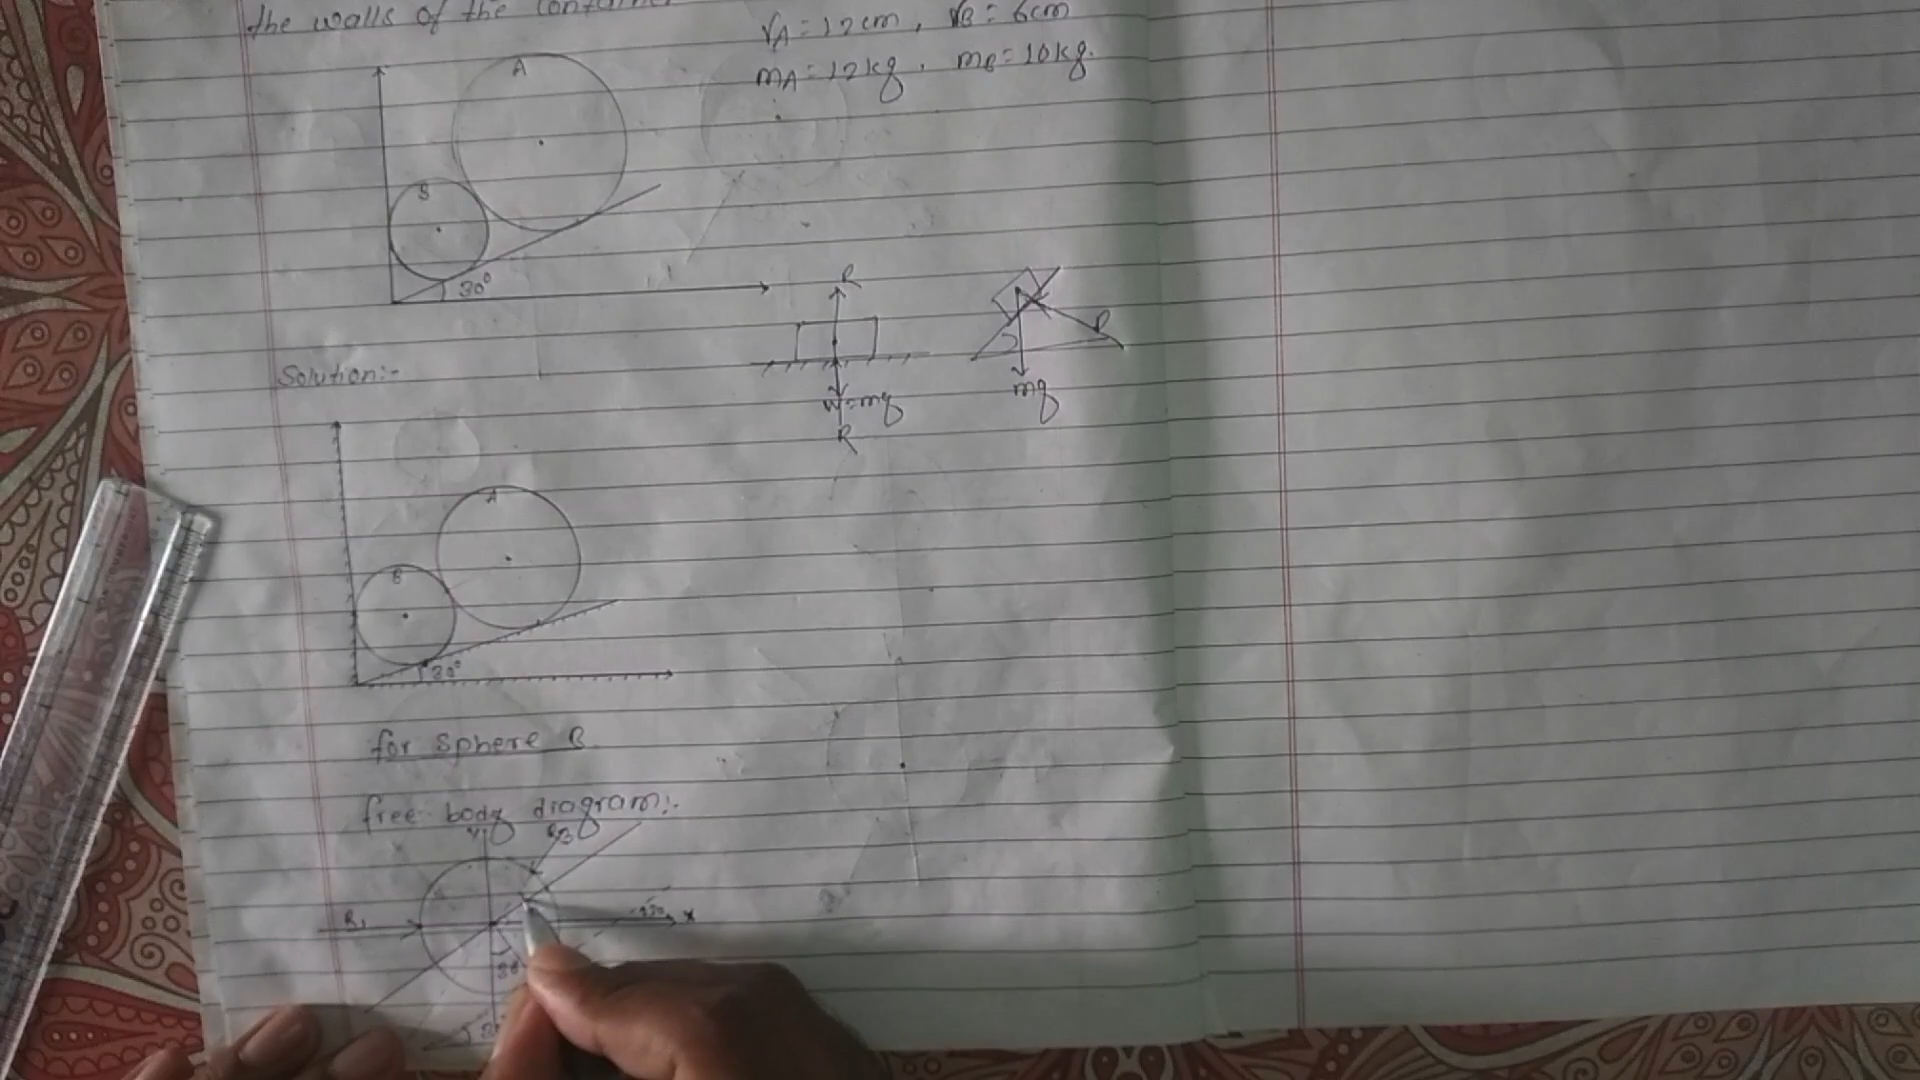 the walls of the
rA = 12cm, rB = 6cm
mA = 12kg, mB = 10kg.
A
B
30°
R
R
W=mg
mg
R
Solution:-
A
B
30°
for sphere B
free body diagram:-
Y
R3
R1
X
30